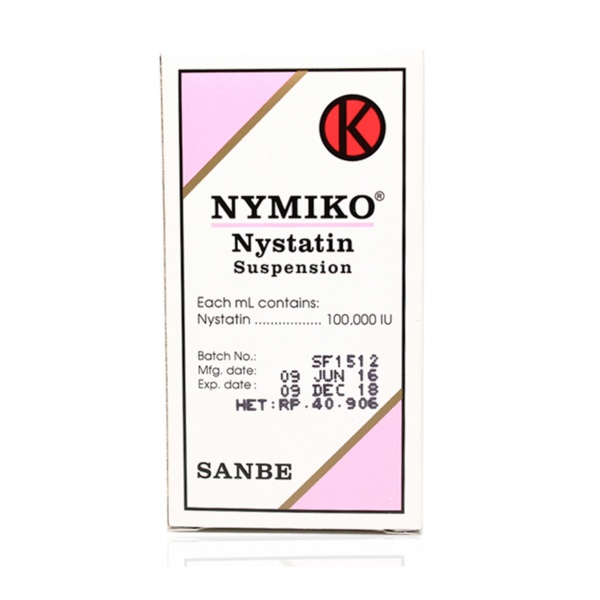 K
NYMIKO®
Nystatin
Suspension
Each mL contains:
Nystatin ................. 100,000 IU
Batch No.: SF1512
Mfg. date: 09 JUN 16
Exp. date : 09 DEC 18
HET:RP.40.906
SANBE